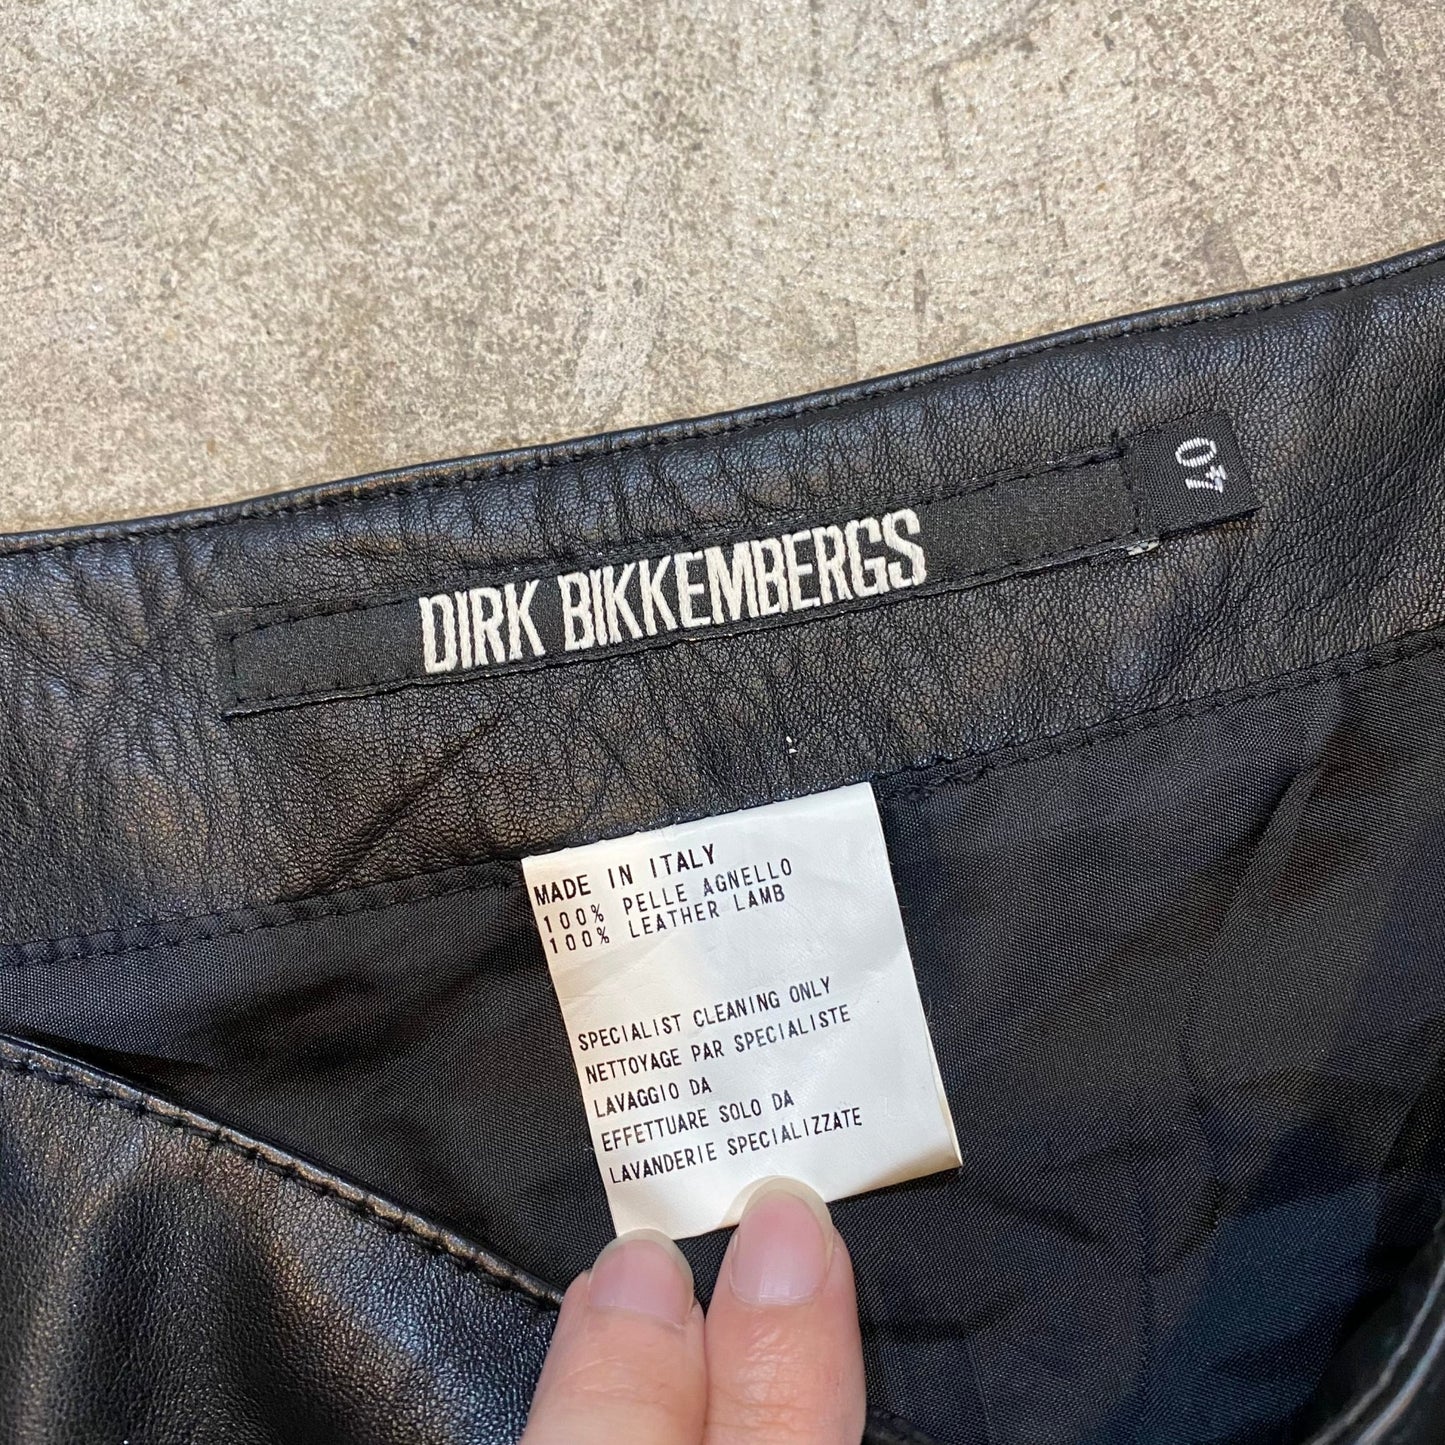 DIRK BIKKEMBERGS
40
MADE IN ITALY
100% PELLE AGNELLO
100% LEATHER LAMB
SPECIALIST CLEANING ONLY
NETTOYAGE PAR SPECIALISTE
LAVAGGIO DA
EFFETTUARE SOLO DA
LAVANDERIE SPECIALIZZATE